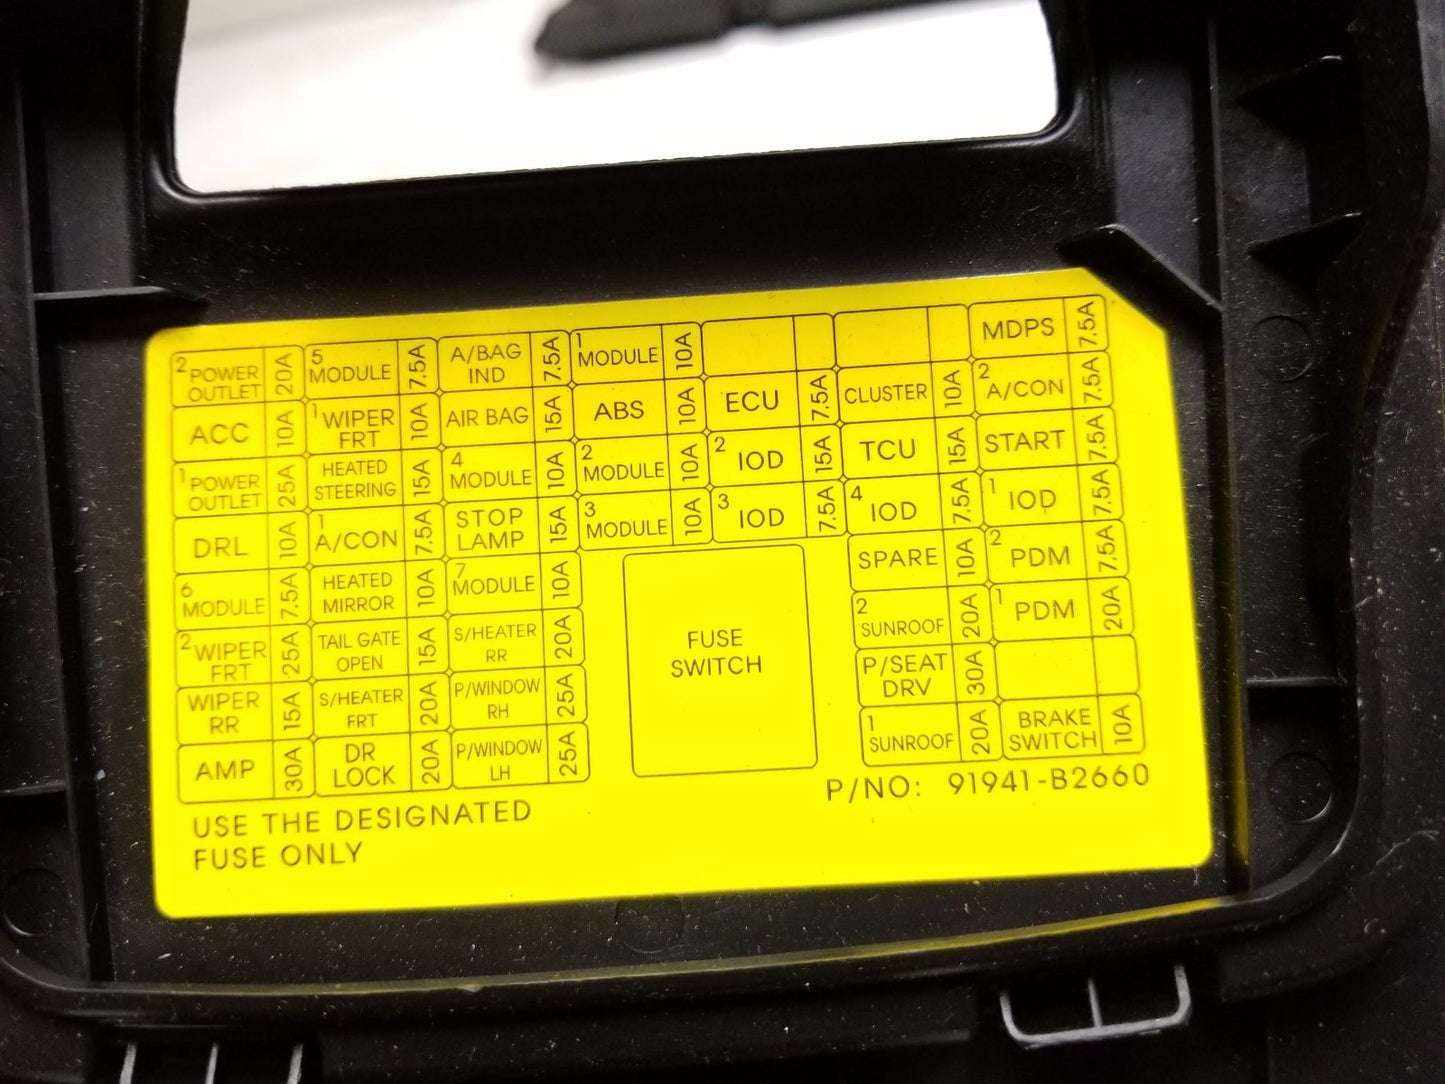 2 POWER OUTLET 20A 5 MODULE 7.5A A/BAG IND 7.5A 1 MODULE 10A MDPS 7.5A
ACC 10A 1 WIPER FRT 10A AIR BAG 15A ABS 10A ECU 7.5A CLUSTER 10A 2 A/CON 7.5A
1 POWER OUTLET 25A HEATED STEERING 15A 4 MODULE 10A 2 MODULE 10A 2 IOD 15A TCU 15A START 7.5A
DRL 10A 1 A/CON 7.5A STOP LAMP 15A 3 MODULE 10A 3 IOD 7.5A 4 IOD 7.5A 1 IOD 7.5A
6 MODULE 7.5A HEATED MIRROR 10A 7 MODULE 10A SPARE 10A 2 PDM 7.5A
2 WIPER FRT 25A TAIL GATE OPEN 15A S/HEATER RR 20A 2 SUNROOF 20A 1 PDM 20A
WIPER RR 15A S/HEATER FRT 20A P/WINDOW RH 25A P/SEAT DRV 30A
AMP 30A DR LOCK 20A P/WINDOW LH 25A 1 SUNROOF 20A BRAKE SWITCH 10A
FUSE
SWITCH
P/NO: 91941-B2660
USE THE DESIGNATED
FUSE ONLY